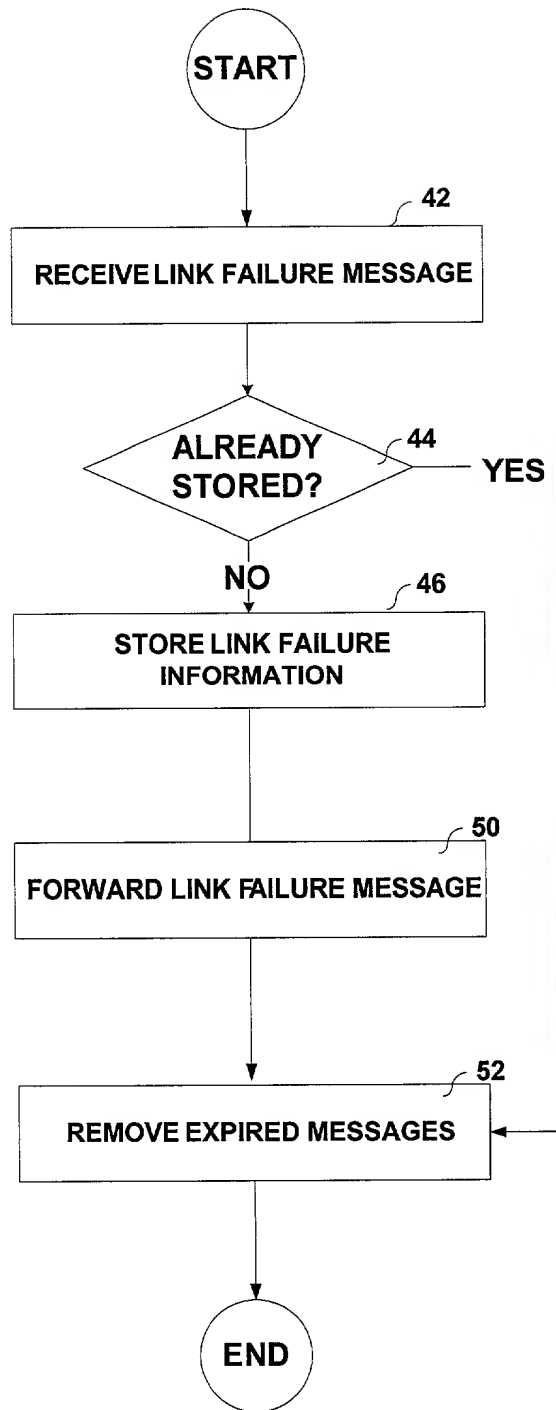 START
42
RECEIVE LINK FAILURE MESSAGE
ALREADY
STORED?
44
YES
NO
46
STORE LINK FAILURE
INFORMATION
50
FORWARD LINK FAILURE MESSAGE
52
REMOVE EXPIRED MESSAGES
END